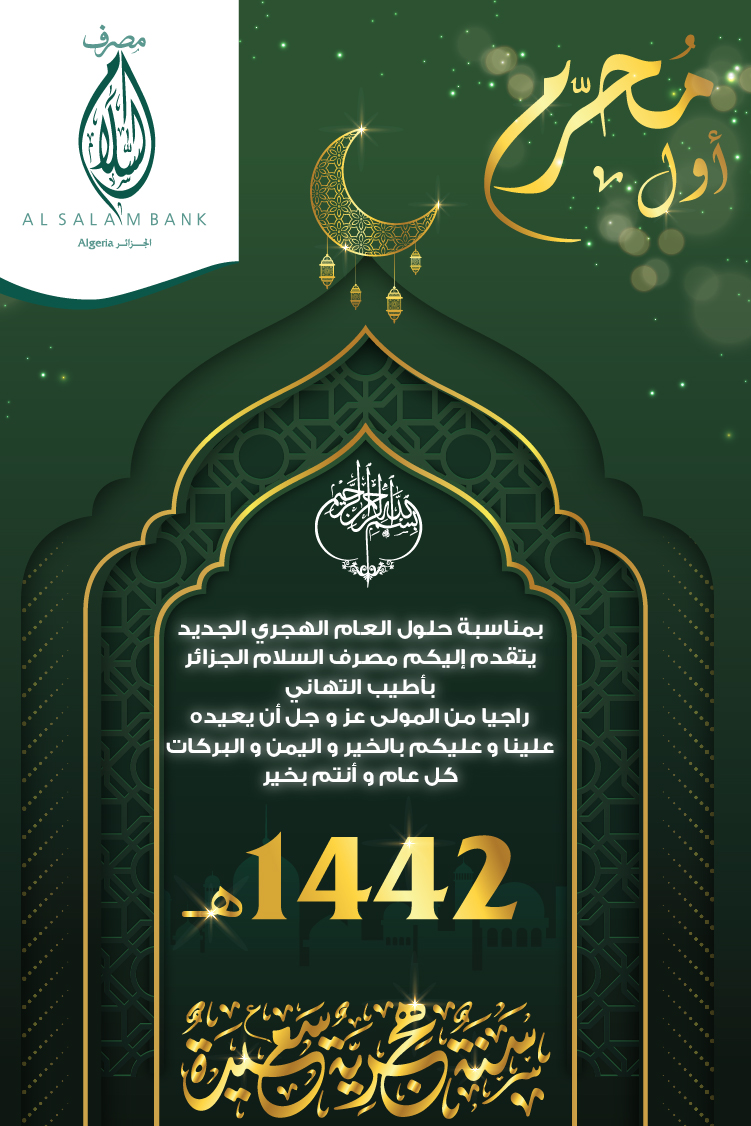 مصرف
السلام
AL SALAM BANK
Algeria الجزائر
أول
مُحرّم
بسم الله الرحمن الرحيم
بمناسبة حلول العام الهجري الجديد
يتقدم إليكم مصرف السلام الجزائر
بأطيب التهاني
راجيا من المولى عز و جل أن يعيده
علينا و عليكم بالخير و اليمن و البركات
كل عام و أنتم بخير
1442هـ
سنة هجرية سعيدة